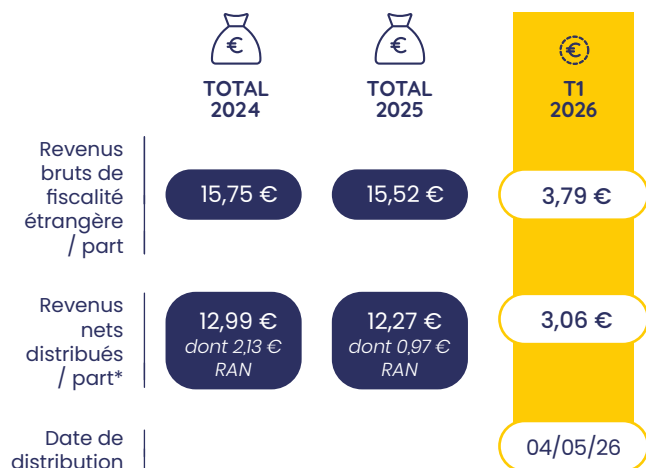 € € €
TOTAL TOTAL T1
2024 2025 2026
Revenus
bruts de
fiscalité
étrangère
/ part
15,75 € 15,52 € 3,79 €
Revenus
nets
distribués
/ part*
12,99 € 12,27 € 3,06 €
dont 2,13 € dont 0,97 €
RAN RAN
Date de
distribution
04/05/26